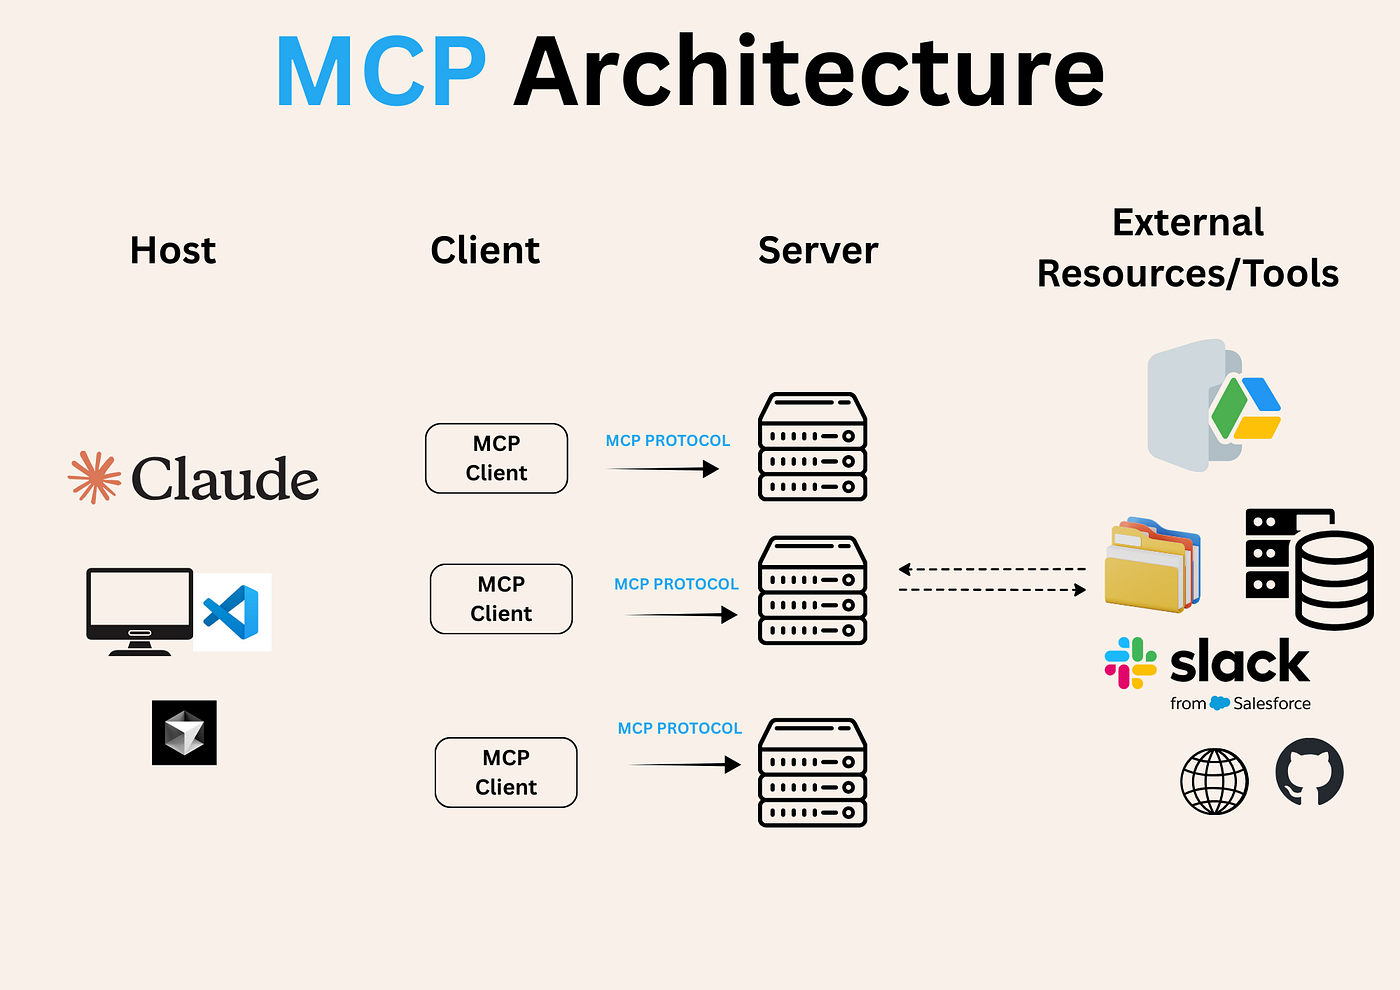 MCP Architecture
Host
Client
Server
External
Resources/Tools
Claude
MCP
Client
MCP PROTOCOL
MCP
Client
MCP PROTOCOL
MCP
Client
MCP PROTOCOL
slack
from Salesforce